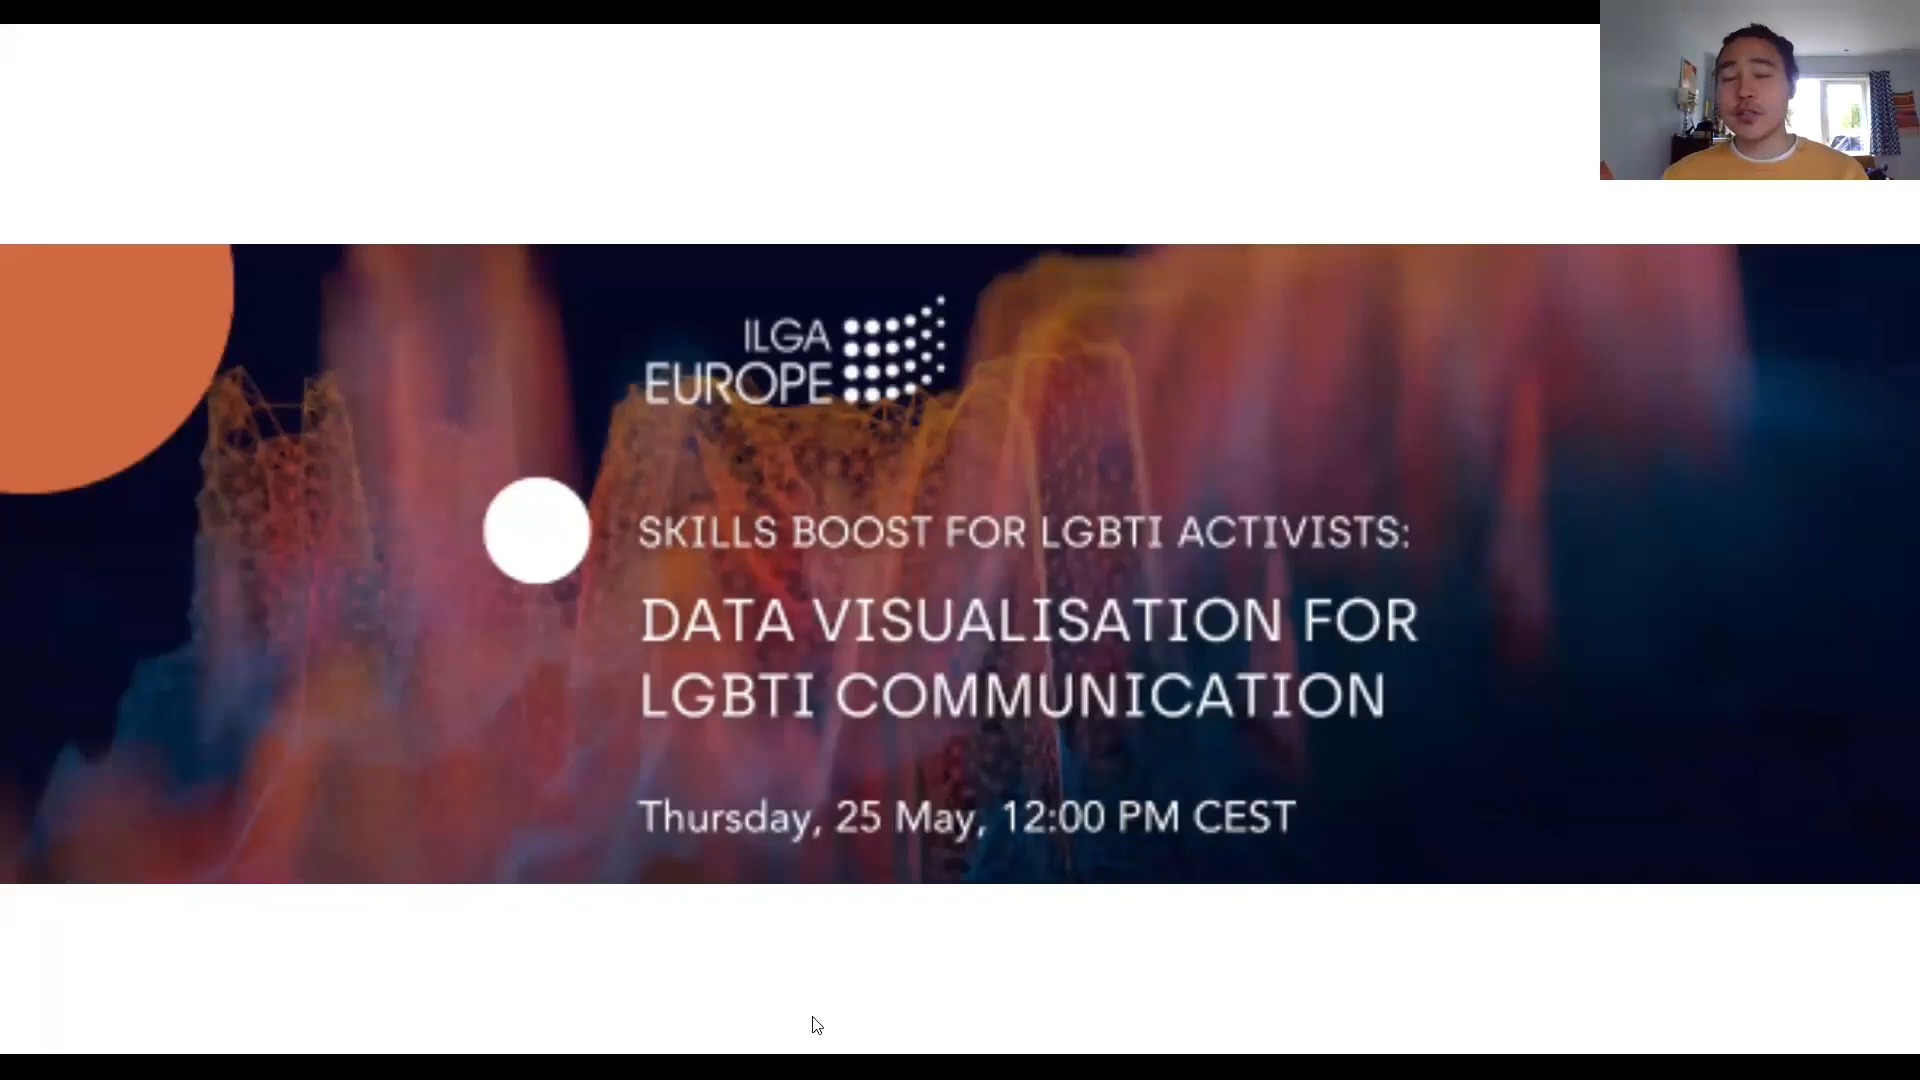 ILGA
EUROPE
SKILLS BOOST FOR LGBTI ACTIVISTS:
DATA VISUALISATION FOR
LGBTI COMMUNICATION
Thursday, 25 May, 12:00 PM CEST